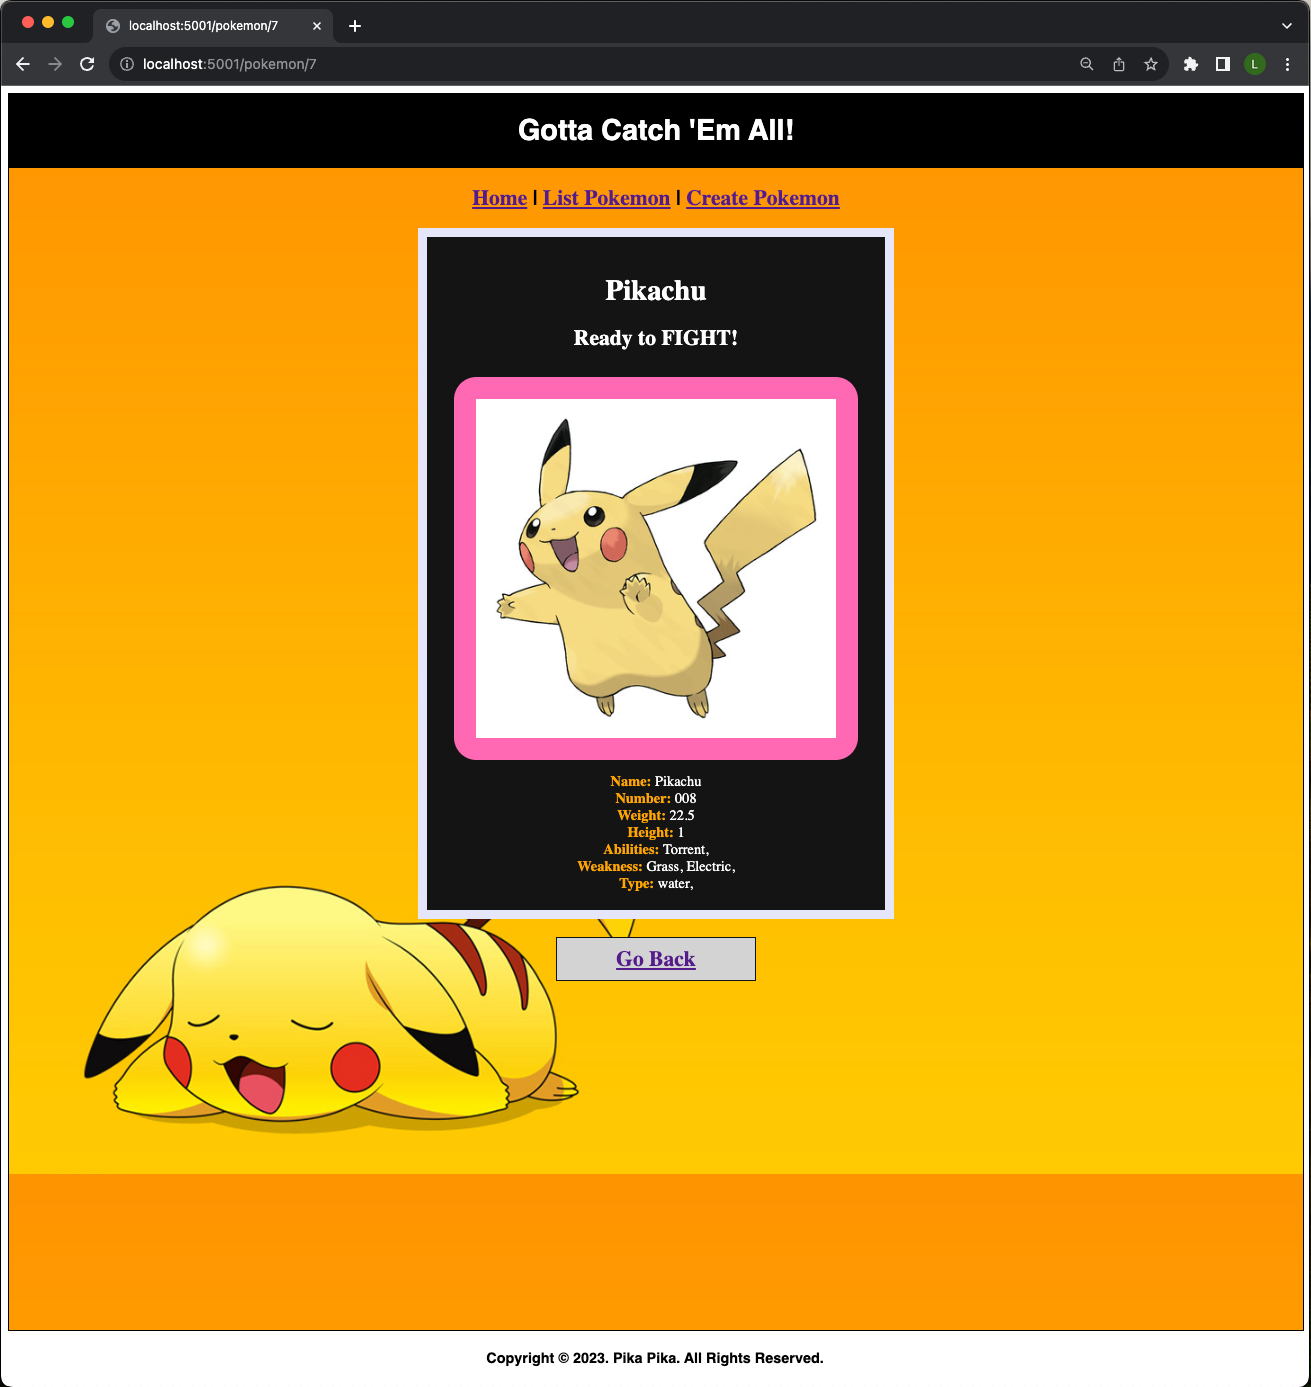 localhost:5001/pokemon/7
localhost:5001/pokemon/7
L
Gotta Catch 'Em All!
Home | List Pokemon | Create Pokemon
Pikachu
Ready to FIGHT!
Name: Pikachu
Number: 008
Weight: 22.5
Height: 1
Abilities: Torrent,
Weakness: Grass, Electric,
Type: water,
Go Back
Copyright © 2023. Pika Pika. All Rights Reserved.